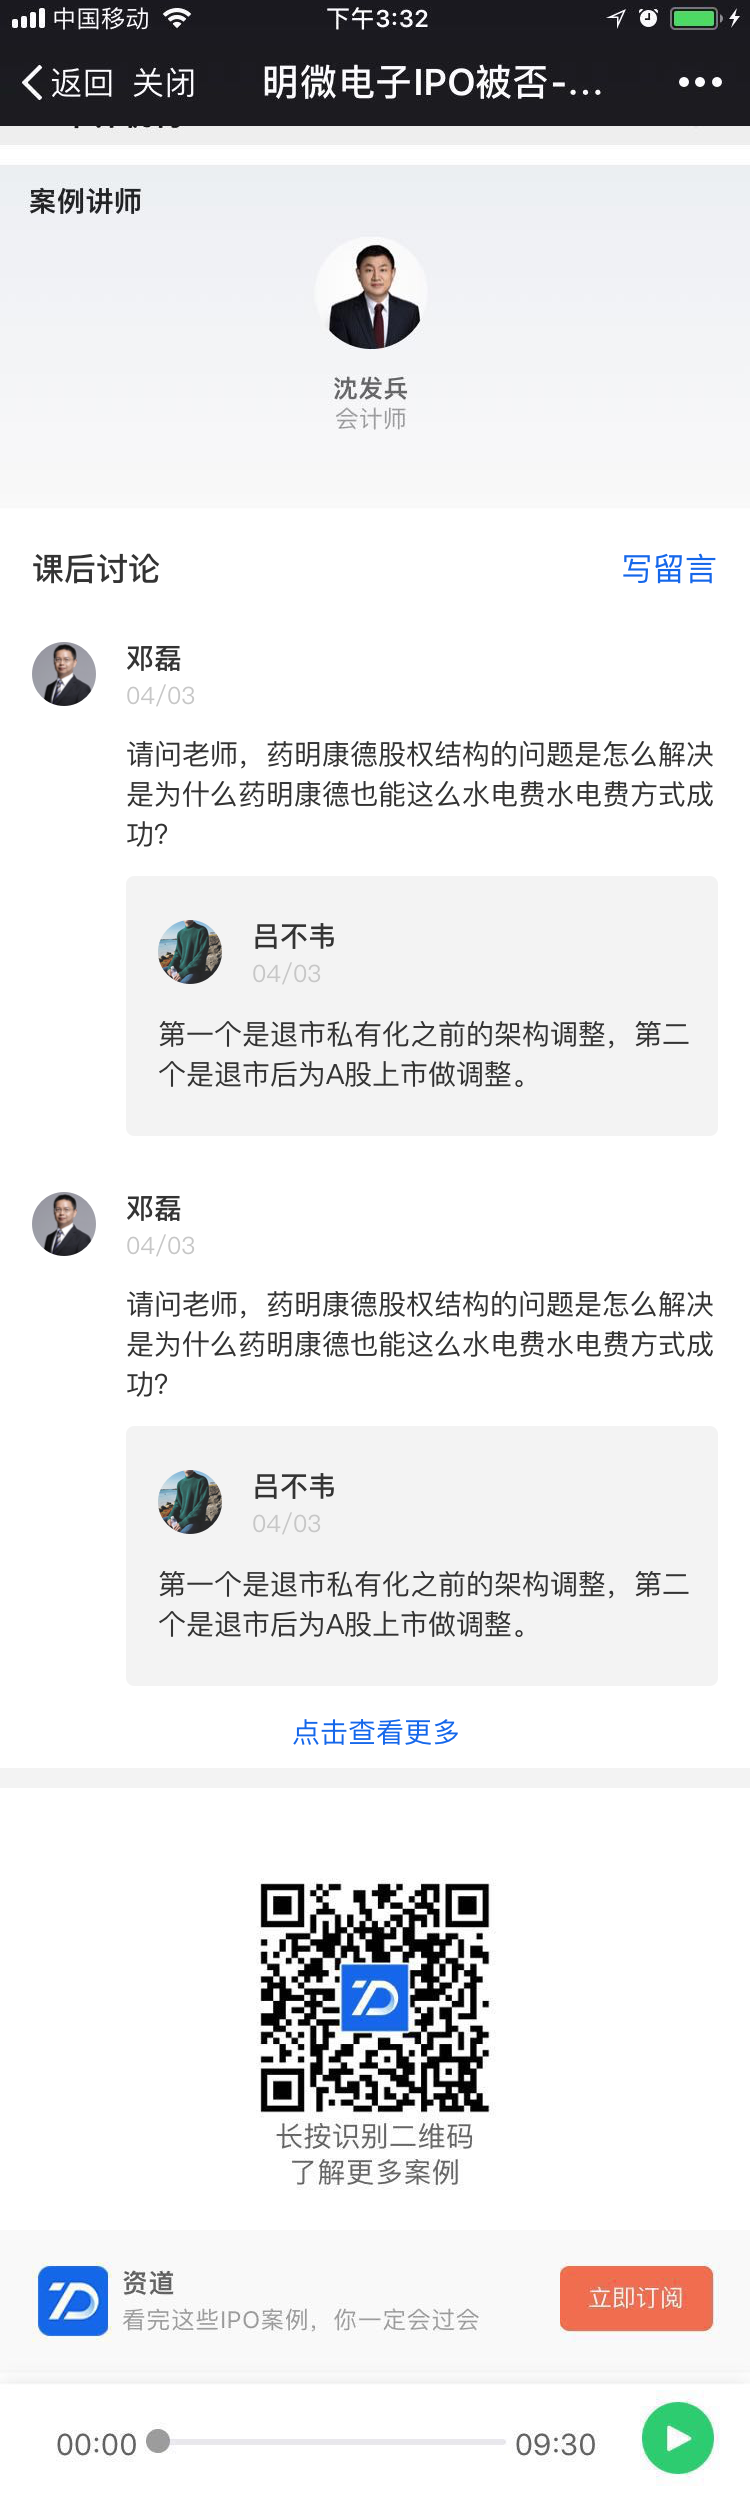 中国移动
下午3:32
返回 关闭
明微电子IPO被否-...
案例讲师
沈发兵
会计师
课后讨论
写留言
邓磊
04/03
请问老师，药明康德股权结构的问题是怎么解决
是为什么药明康德也能这么水电费水电费方式成
功?
吕不韦
04/03
第一个是退市私有化之前的架构调整，第二
个是退市后为A股上市做调整。
邓磊
04/03
请问老师，药明康德股权结构的问题是怎么解决
是为什么药明康德也能这么水电费水电费方式成
功?
吕不韦
04/03
第一个是退市私有化之前的架构调整，第二
个是退市后为A股上市做调整。
点击查看更多
长按识别二维码
了解更多案例
资道
看完这些IPO案例，你一定会过会
立即订阅
00:00
09:30